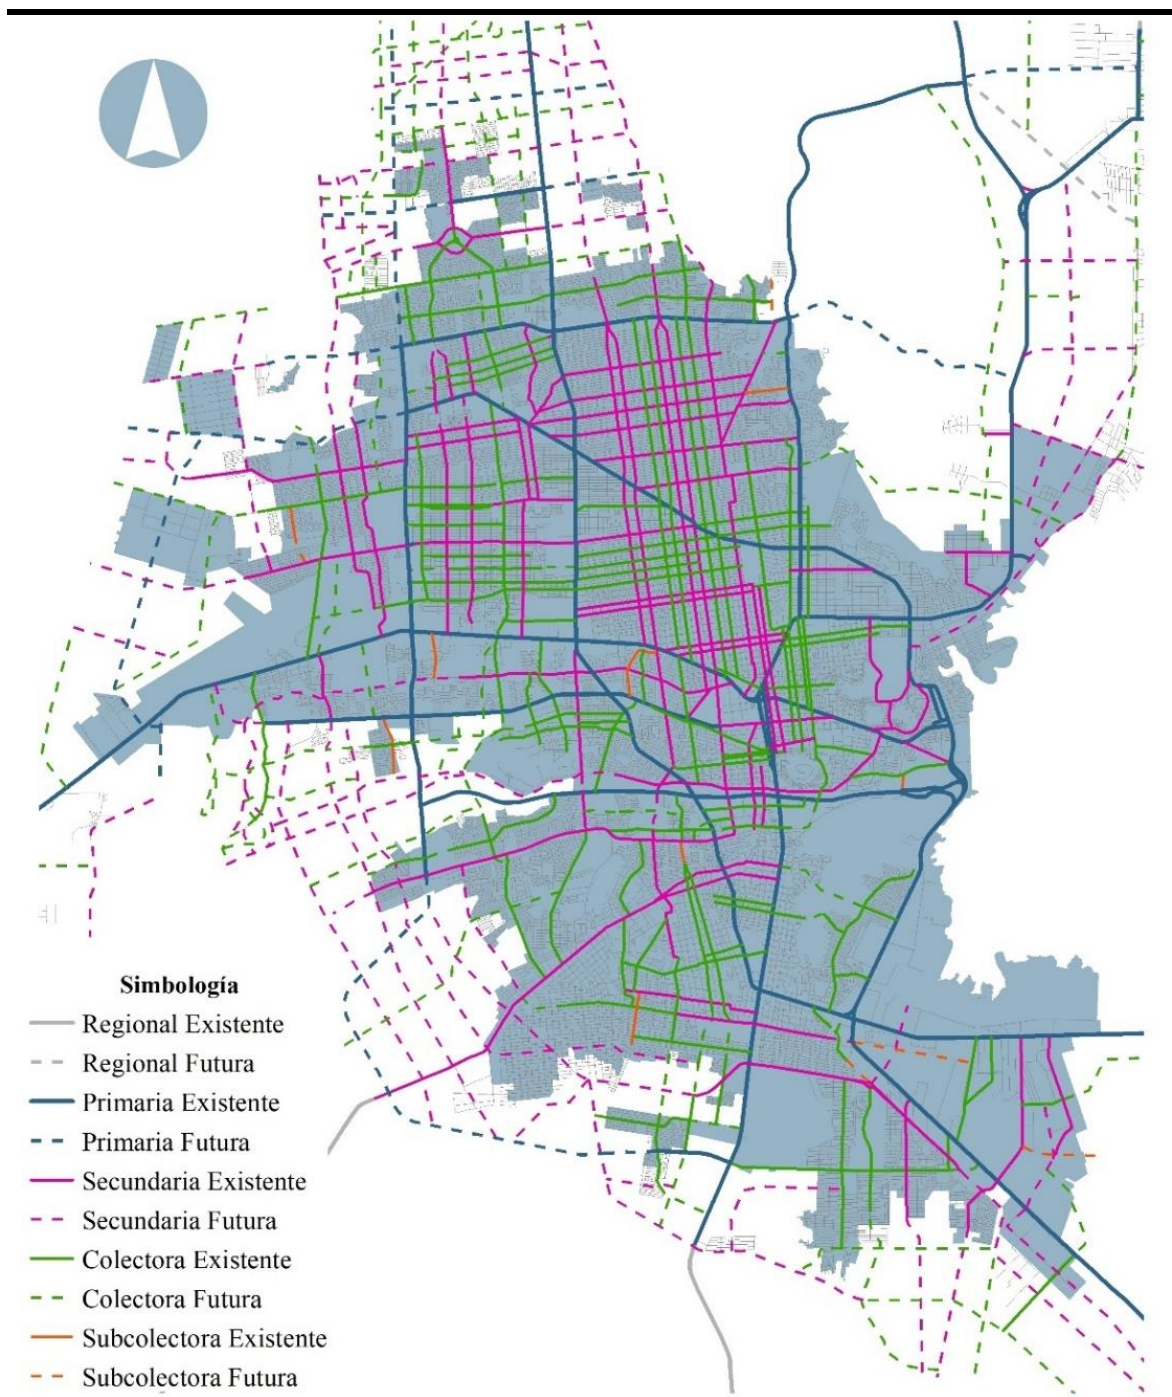 Simbología
Regional Existente
Regional Futura
Primaria Existente
Primaria Futura
Secundaria Existente
Secundaria Futura
Colectora Existente
Colectora Futura
Subcolectora Existente
Subcolectora Futura